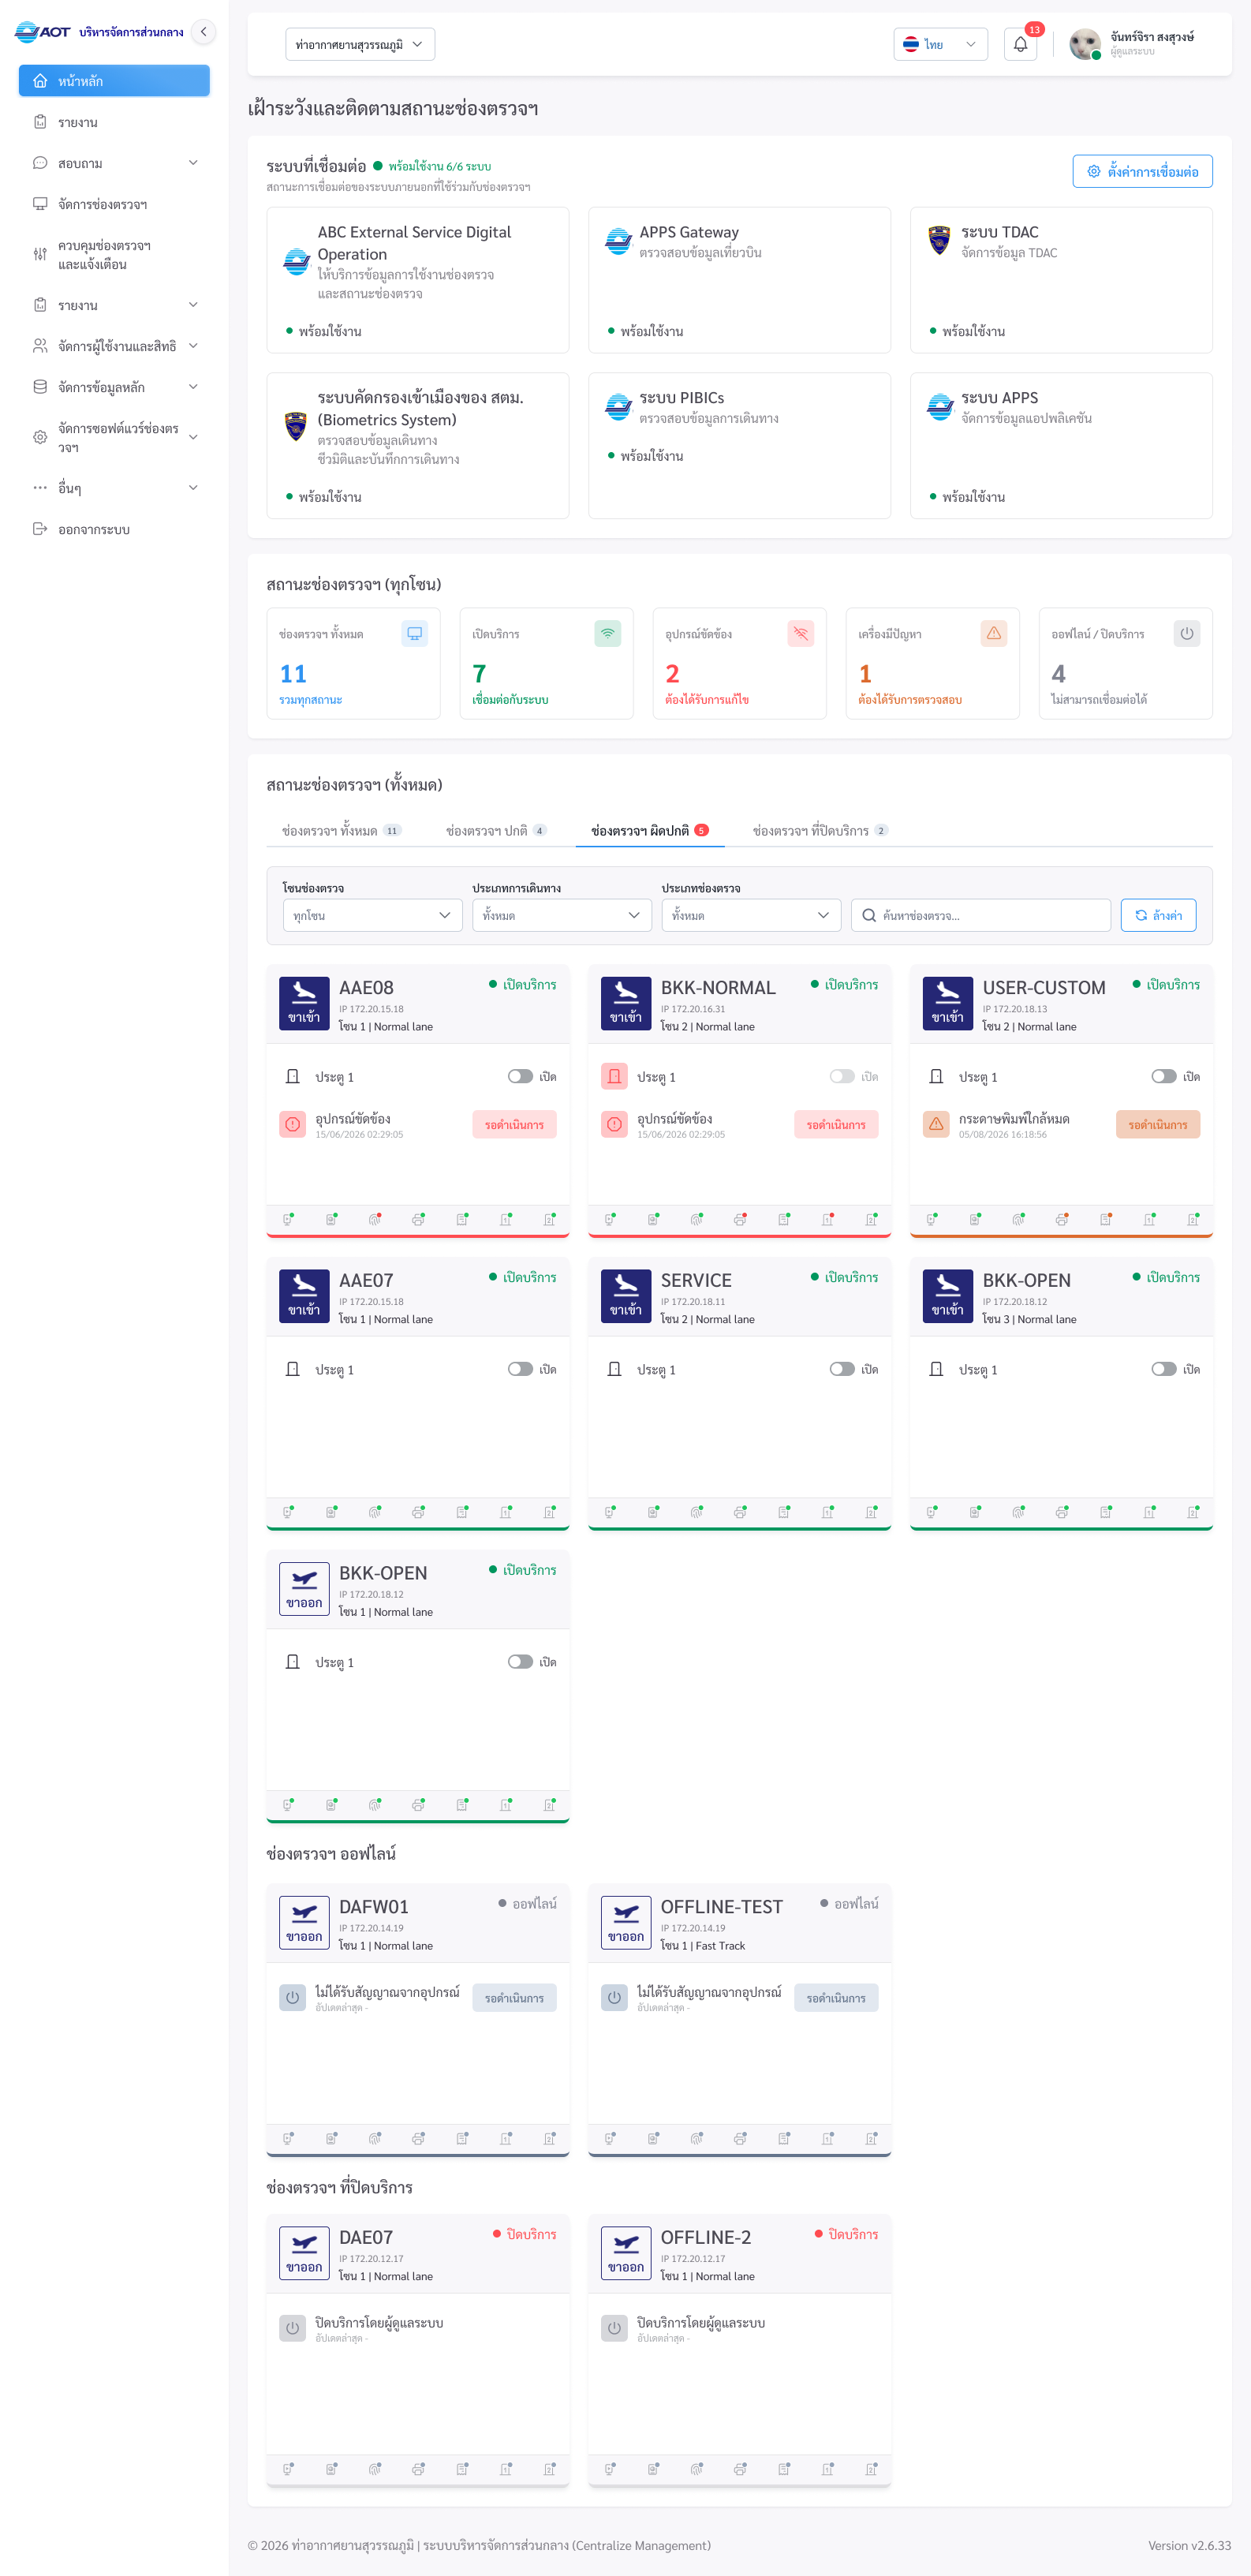 AOT บริหารจัดการส่วนกลาง
หน้าหลัก
รายงาน
สอบถาม
จัดการช่องตรวจฯ
ควบคุมช่องตรวจฯ
และแจ้งเตือน
รายงาน
จัดการผู้ใช้งานและสิทธิ
จัดการข้อมูลหลัก
จัดการซอฟต์แวร์ช่องตร
วจฯ
อื่นๆ
ออกจากระบบ
ท่าอากาศยานสุวรรณภูมิ
ไทย
13
จันทร์จิรา สงสุวงษ์
ผู้ดูแลระบบ
เฝ้าระวังและติดตามสถานะช่องตรวจฯ
ระบบที่เชื่อมต่อ พร้อมใช้งาน 6/6 ระบบ
สถานะการเชื่อมต่อของระบบภายนอกที่ใช้ร่วมกับช่องตรวจฯ
ตั้งค่าการเชื่อมต่อ
ABC External Service Digital
Operation
ให้บริการข้อมูลการใช้งานช่องตรวจ
และสถานะช่องตรวจ
พร้อมใช้งาน
APPS Gateway
ตรวจสอบข้อมูลเที่ยวบิน
พร้อมใช้งาน
ระบบ TDAC
จัดการข้อมูล TDAC
พร้อมใช้งาน
ระบบคัดกรองเข้าเมืองของ สตม.
(Biometrics System)
ตรวจสอบข้อมูลเดินทาง
ชีวมิติและบันทึกการเดินทาง
พร้อมใช้งาน
ระบบ PIBICs
ตรวจสอบข้อมูลการเดินทาง
พร้อมใช้งาน
ระบบ APPS
จัดการข้อมูลแอปพลิเคชัน
พร้อมใช้งาน
สถานะช่องตรวจฯ (ทุกโซน)
ช่องตรวจฯ ทั้งหมด
11
รวมทุกสถานะ
เปิดบริการ
7
เชื่อมต่อกับระบบ
อุปกรณ์ขัดข้อง
2
ต้องได้รับการแก้ไข
เครื่องมีปัญหา
1
ต้องได้รับการตรวจสอบ
ออฟไลน์ / ปิดบริการ
4
ไม่สามารถเชื่อมต่อได้
สถานะช่องตรวจฯ (ทั้งหมด)
ช่องตรวจฯ ทั้งหมด 11
ช่องตรวจฯ ปกติ 4
ช่องตรวจฯ ผิดปกติ 5
ช่องตรวจฯ ที่ปิดบริการ 2
โซนช่องตรวจ
ทุกโซน
ประเภทการเดินทาง
ทั้งหมด
ประเภทช่องตรวจ
ทั้งหมด
ค้นหาช่องตรวจ...
ล้างค่า
ขาเข้า
AAE08
เปิดบริการ
IP 172.20.15.18
โซน 1 | Normal lane
ประตู 1
เปิด
อุปกรณ์ขัดข้อง
15/06/2026 02:29:05
รอดำเนินการ
ขาเข้า
BKK-NORMAL
เปิดบริการ
IP 172.20.16.31
โซน 2 | Normal lane
ประตู 1
เปิด
อุปกรณ์ขัดข้อง
15/06/2026 02:29:05
รอดำเนินการ
ขาเข้า
USER-CUSTOM
เปิดบริการ
IP 172.20.18.13
โซน 2 | Normal lane
ประตู 1
เปิด
กระดาษพิมพ์ใกล้หมด
05/08/2026 16:18:56
รอดำเนินการ
ขาเข้า
AAE07
เปิดบริการ
IP 172.20.15.18
โซน 1 | Normal lane
ประตู 1
เปิด
ขาเข้า
SERVICE
เปิดบริการ
IP 172.20.18.11
โซน 2 | Normal lane
ประตู 1
เปิด
ขาเข้า
BKK-OPEN
เปิดบริการ
IP 172.20.18.12
โซน 3 | Normal lane
ประตู 1
เปิด
ขาออก
BKK-OPEN
เปิดบริการ
IP 172.20.18.12
โซน 1 | Normal lane
ประตู 1
เปิด
ช่องตรวจฯ ออฟไลน์
ขาออก
DAFW01
ออฟไลน์
IP 172.20.14.19
โซน 1 | Normal lane
ไม่ได้รับสัญญาณจากอุปกรณ์
อัปเดตล่าสุด -
รอดำเนินการ
ขาออก
OFFLINE-TEST
ออฟไลน์
IP 172.20.14.19
โซน 1 | Fast Track
ไม่ได้รับสัญญาณจากอุปกรณ์
อัปเดตล่าสุด -
รอดำเนินการ
ช่องตรวจฯ ที่ปิดบริการ
ขาออก
DAE07
ปิดบริการ
IP 172.20.12.17
โซน 1 | Normal lane
ปิดบริการโดยผู้ดูแลระบบ
อัปเดตล่าสุด -
ขาออก
OFFLINE-2
ปิดบริการ
IP 172.20.12.17
โซน 1 | Normal lane
ปิดบริการโดยผู้ดูแลระบบ
อัปเดตล่าสุด -
© 2026 ท่าอากาศยานสุวรรณภูมิ | ระบบบริหารจัดการส่วนกลาง (Centralize Management)
Version v2.6.33